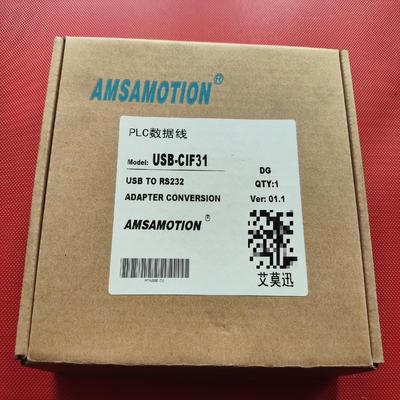 AMSAMOTION®
PLC数据线
Model: USB-CIF31
USB TO RS232
ADAPTER CONVERSION
AMSAMOTION®
DG
QTY:1
Ver: 01.1
艾莫迅